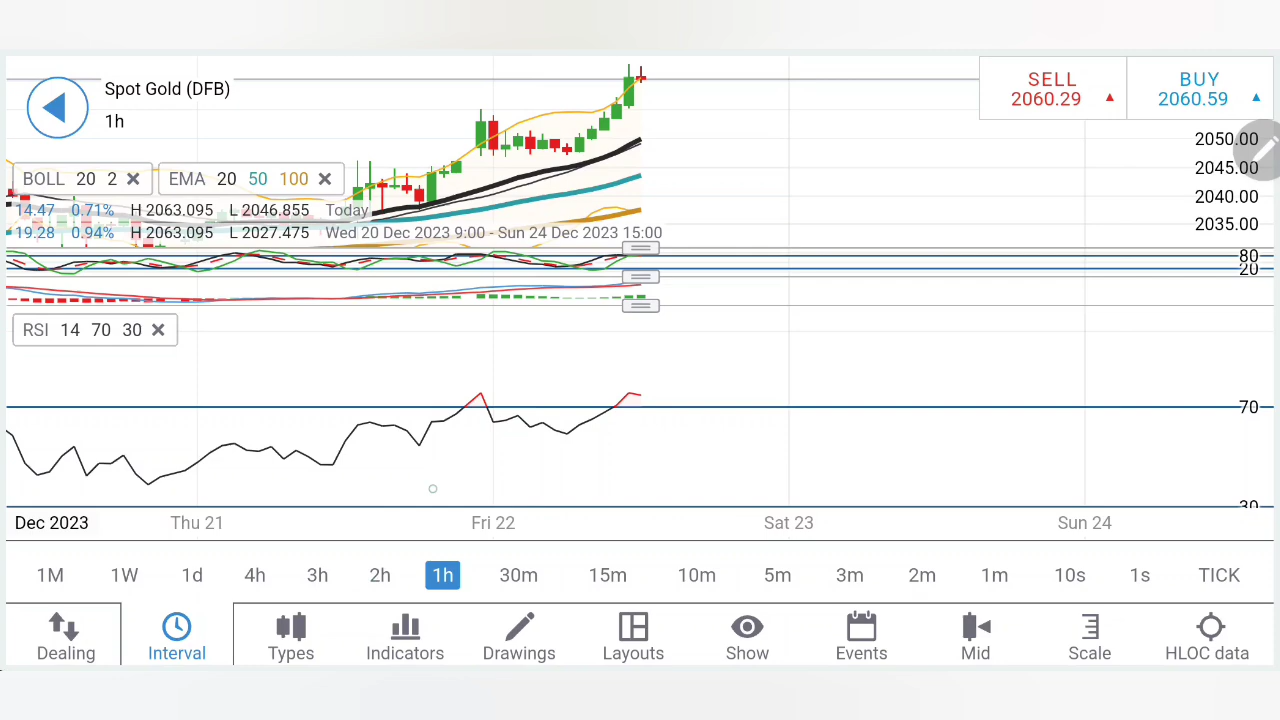 Spot Gold (DFB)
1h
SELL
2060.29
BUY
2060.59
2050.00
2045.00
2040.00
2035.00
BOLL 20 2
EMA 20 50 100
14.47 0.71% H 2063.095 L 2046.855 Today
19.28 0.94% H 2063.095 L 2027.475 Wed 20 Dec 2023 9:00 - Sun 24 Dec 2023 15:00
80
20
RSI 14 70 30
70
30
Dec 2023 Thu 21 Fri 22 Sat 23 Sun 24
1M 1W 1d 4h 3h 2h 1h 30m 15m 10m 5m 3m 2m 1m 10s 1s TICK
Dealing Interval Types Indicators Drawings Layouts Show Events Mid Scale HLOC data